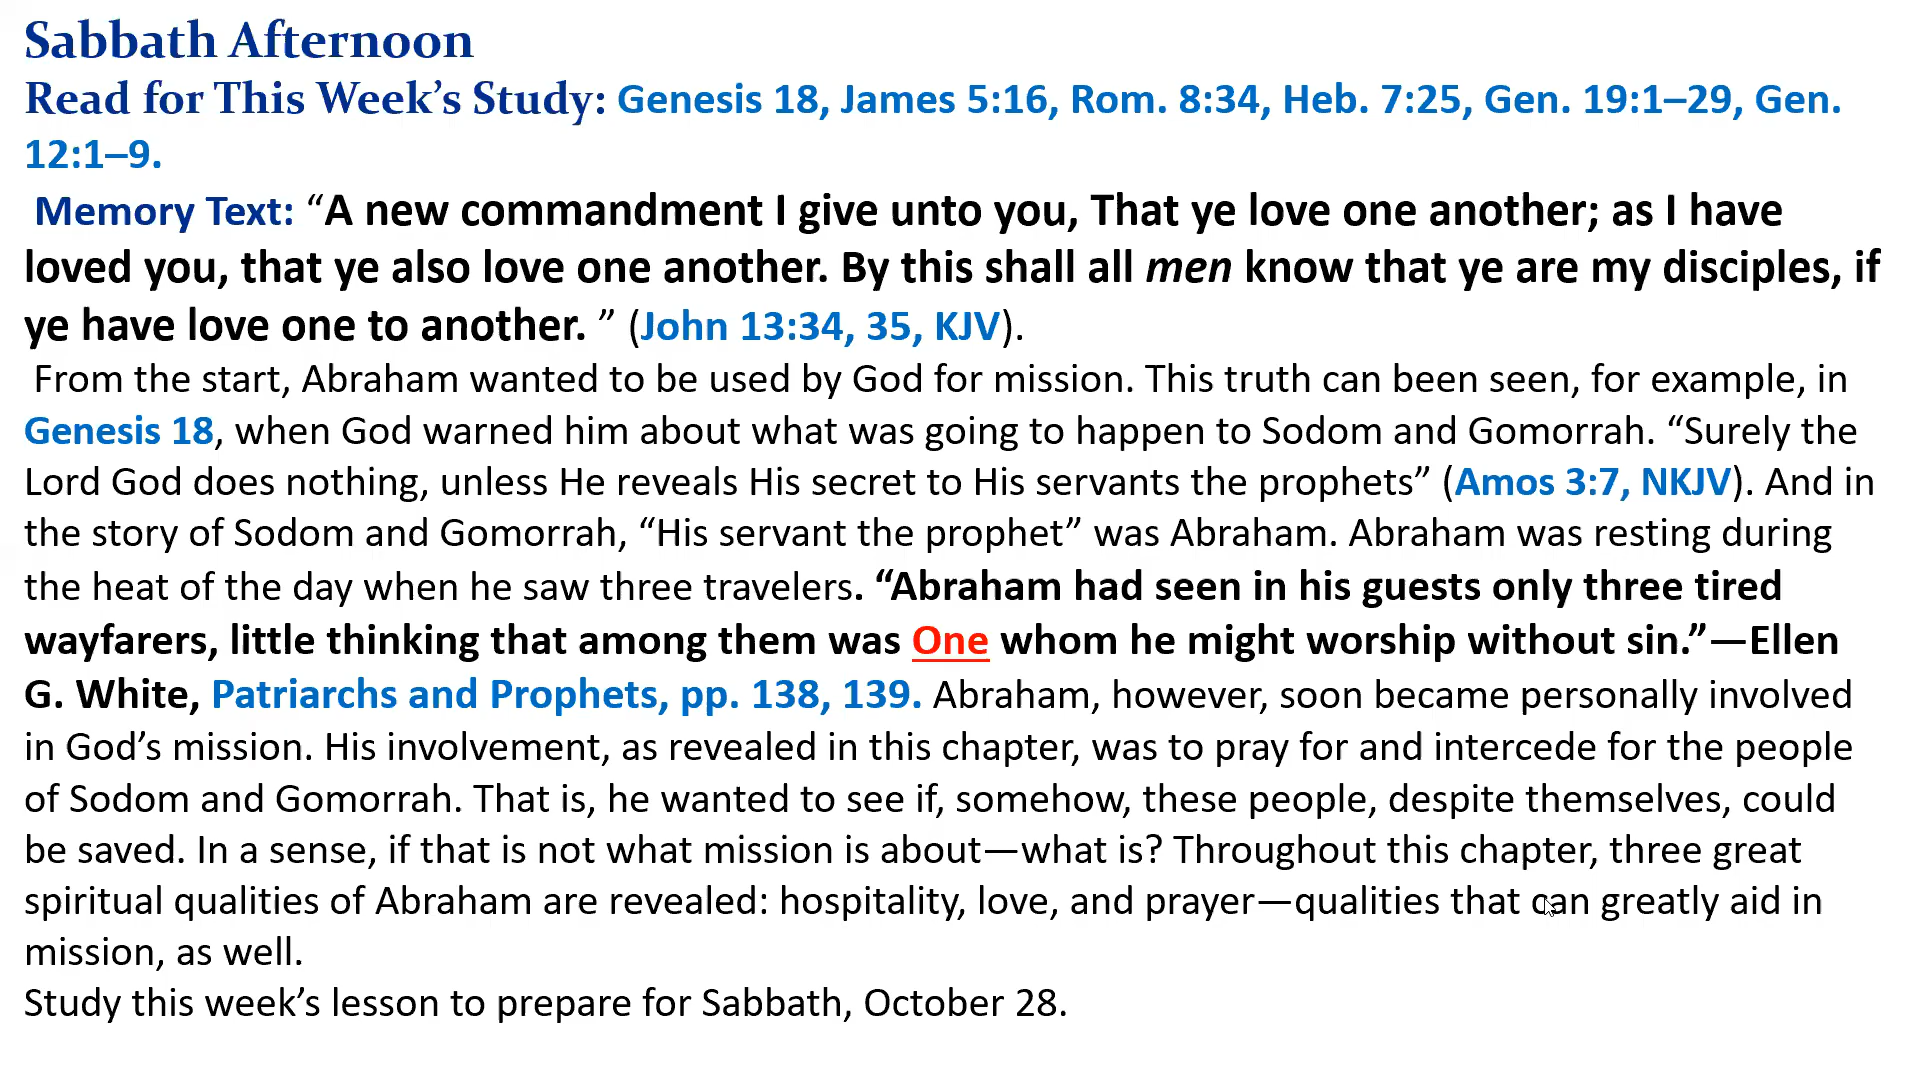 Sabbath Afternoon
Read for This Week’s Study: Genesis 18, James 5:16, Rom. 8:34, Heb. 7:25, Gen. 19:1–29, Gen.
12:1–9.
Memory Text: “A new commandment I give unto you, That ye love one another; as I have
loved you, that ye also love one another. By this shall all men know that ye are my disciples, if
ye have love one to another. ” (John 13:34, 35, KJV).
From the start, Abraham wanted to be used by God for mission. This truth can been seen, for example, in
Genesis 18, when God warned him about what was going to happen to Sodom and Gomorrah. “Surely the
Lord God does nothing, unless He reveals His secret to His servants the prophets” (Amos 3:7, NKJV). And in
the story of Sodom and Gomorrah, “His servant the prophet” was Abraham. Abraham was resting during
the heat of the day when he saw three travelers. “Abraham had seen in his guests only three tired
wayfarers, little thinking that among them was One whom he might worship without sin.”—Ellen
G. White, Patriarchs and Prophets, pp. 138, 139. Abraham, however, soon became personally involved
in God’s mission. His involvement, as revealed in this chapter, was to pray for and intercede for the people
of Sodom and Gomorrah. That is, he wanted to see if, somehow, these people, despite themselves, could
be saved. In a sense, if that is not what mission is about—what is? Throughout this chapter, three great
spiritual qualities of Abraham are revealed: hospitality, love, and prayer—qualities that can greatly aid in
mission, as well.
Study this week’s lesson to prepare for Sabbath, October 28.